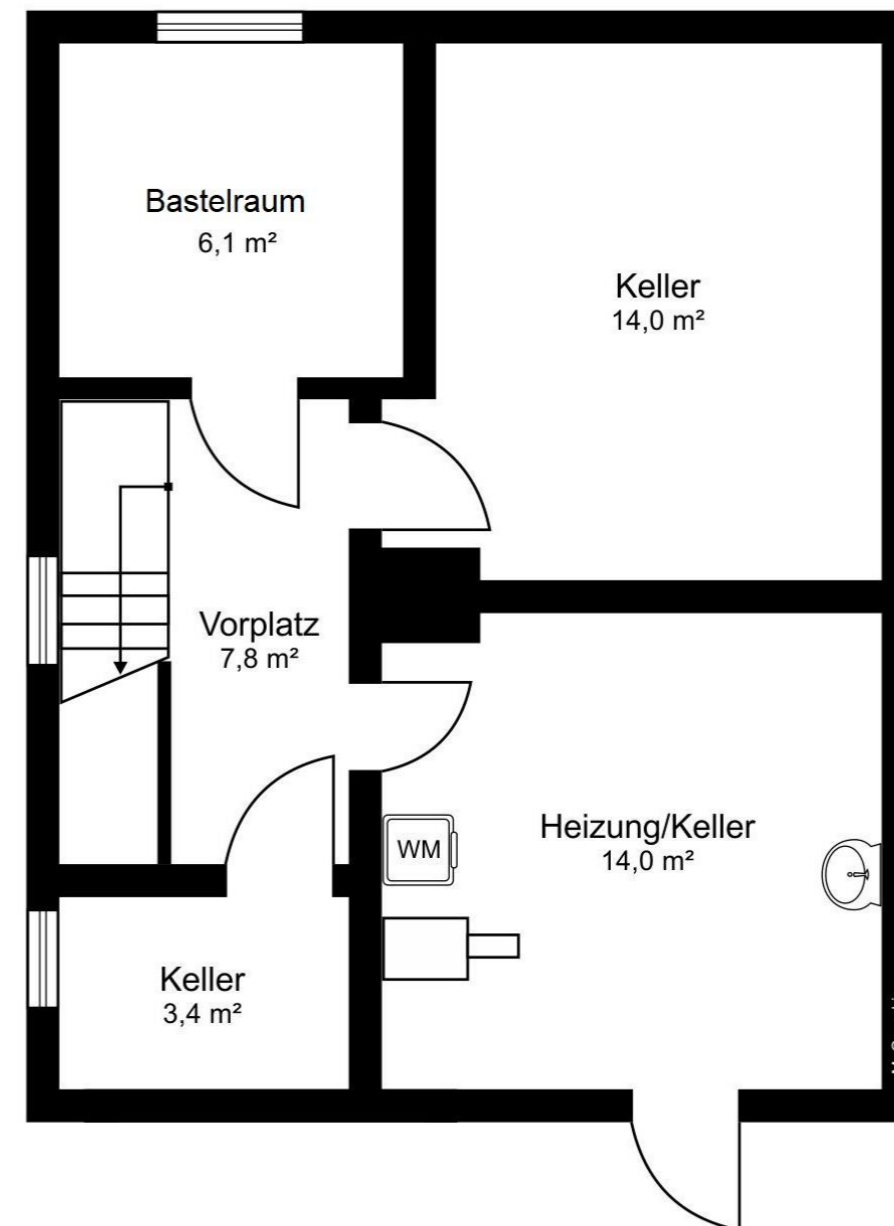 Bastelraum
6,1 m²
Keller
14,0 m²
Vorplatz
7,8 m²
Heizung/Keller
14,0 m²
WM
Keller
3,4 m²